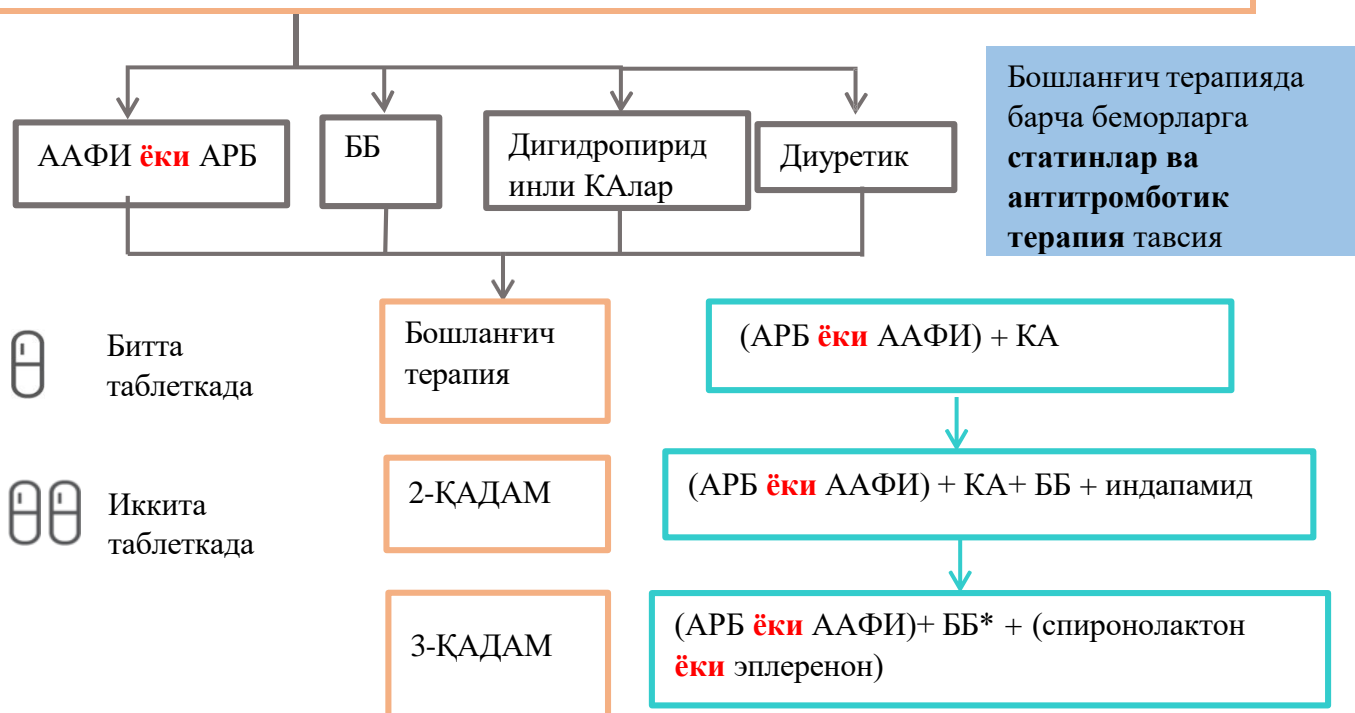 ААФИ ёки АРБ
ББ
Дигидропирид
инли КАлар
Диуретик
Бошланғич терапияда
барча беморларга
статинлар ва
антитромботик
терапия тавсия
Битта
таблеткада
Бошланғич
терапия
(АРБ ёки ААФИ) + КА
Иккита
таблеткада
2-ҚАДАМ
(АРБ ёки ААФИ) + КА+ ББ + индапамид
3-ҚАДАМ
(АРБ ёки ААФИ)+ ББ* + (спиронолактон
ёки эплеренон)